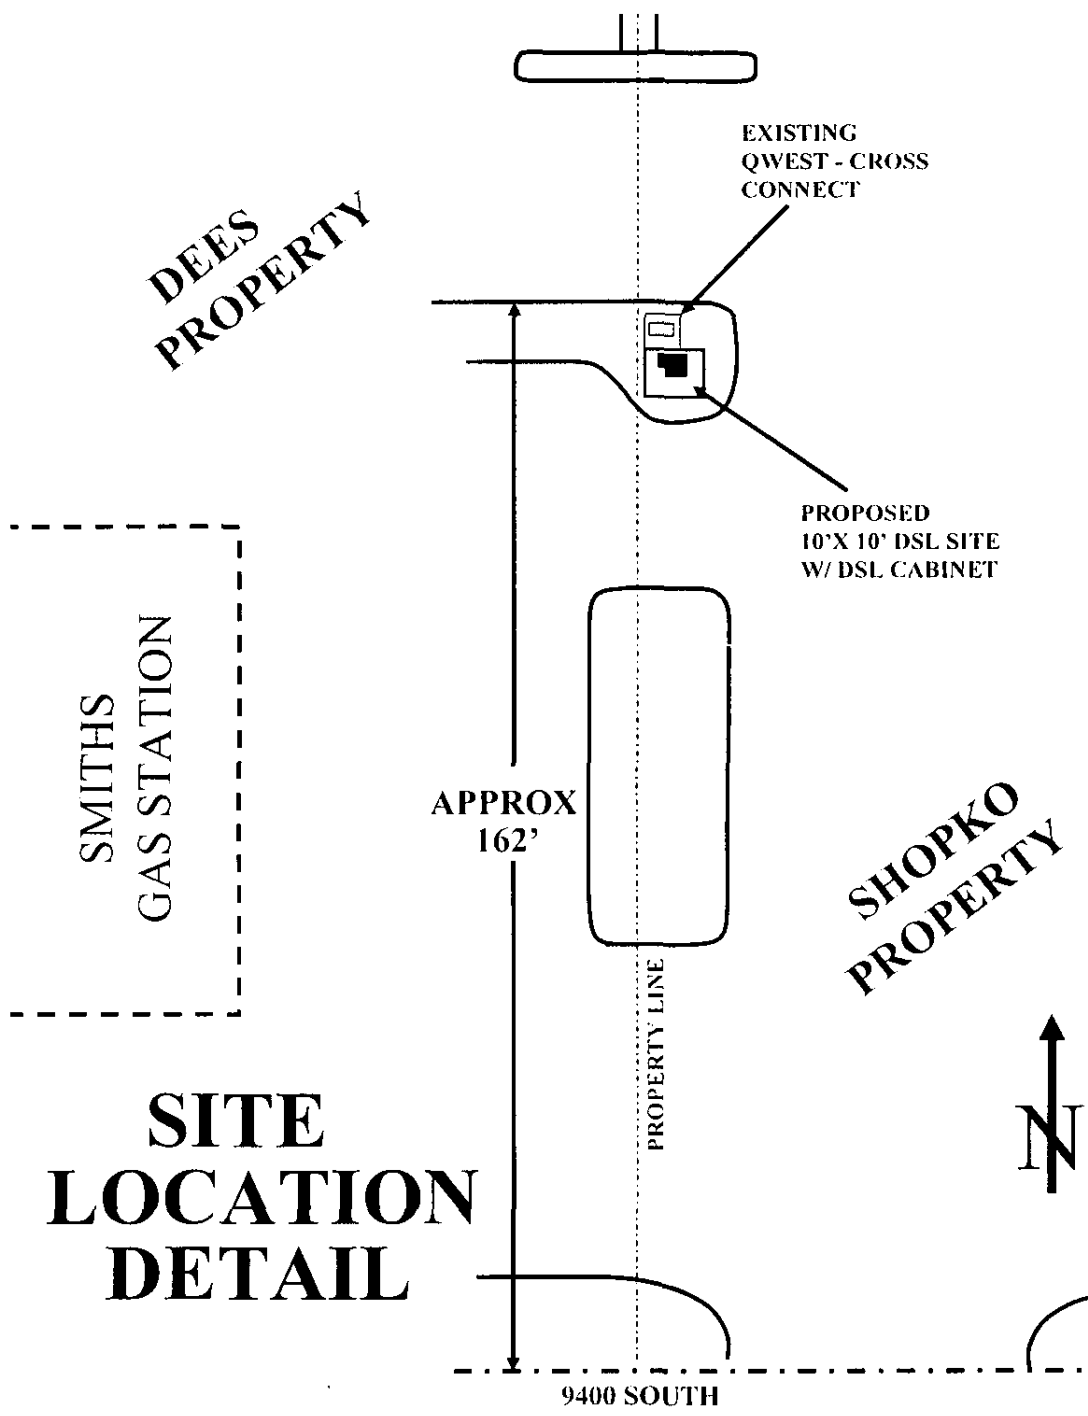 EXISTING
QWEST - CROSS
CONNECT
DEES
PROPERTY
PROPOSED
10'X 10' DSL SITE
W/ DSL CABINET
SMITHS
GAS STATION
APPROX
162'
SHOPKO
PROPERTY
PROPERTY LINE
N
SITE
LOCATION
DETAIL
9400 SOUTH